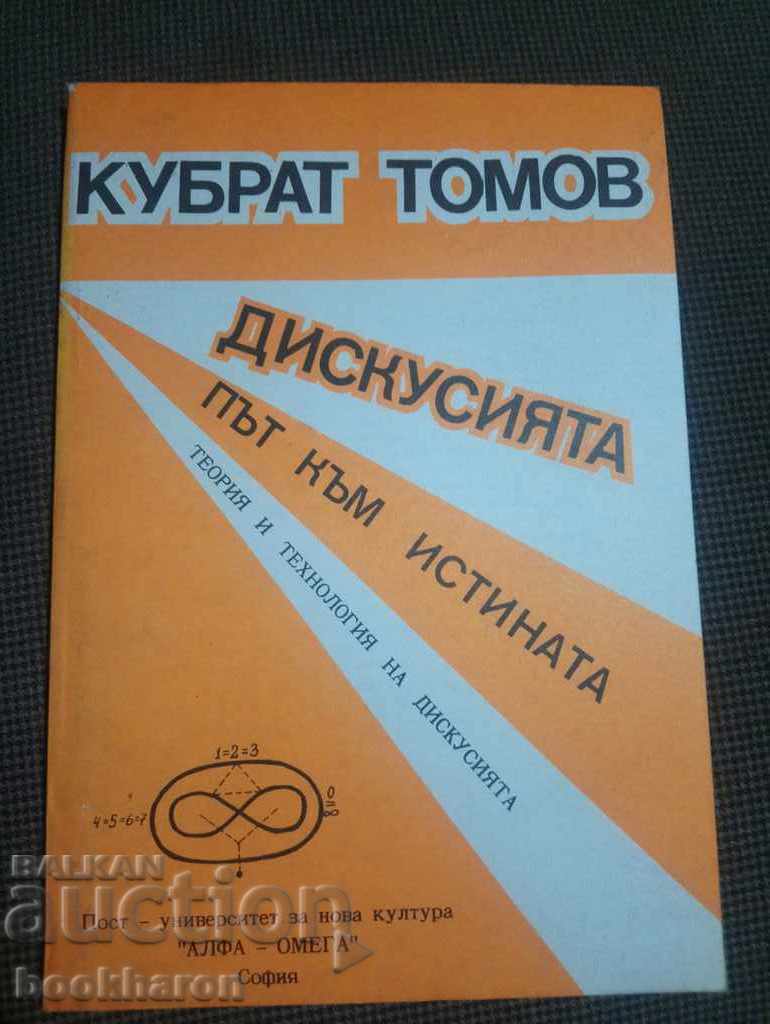 КУБРАТ ТОМОВ
ДИСКУСИЯТА
ПЪТ КЪМ ИСТИНАТА
ТЕОРИЯ И ТЕХНОЛОГИЯ НА ДИСКУСИЯТА
1=2=3
4=5=6=7
0=∞
Пост - университет за нова култура
"АЛФА - ОМЕГА"
София
BALKAN
auction
bookharon